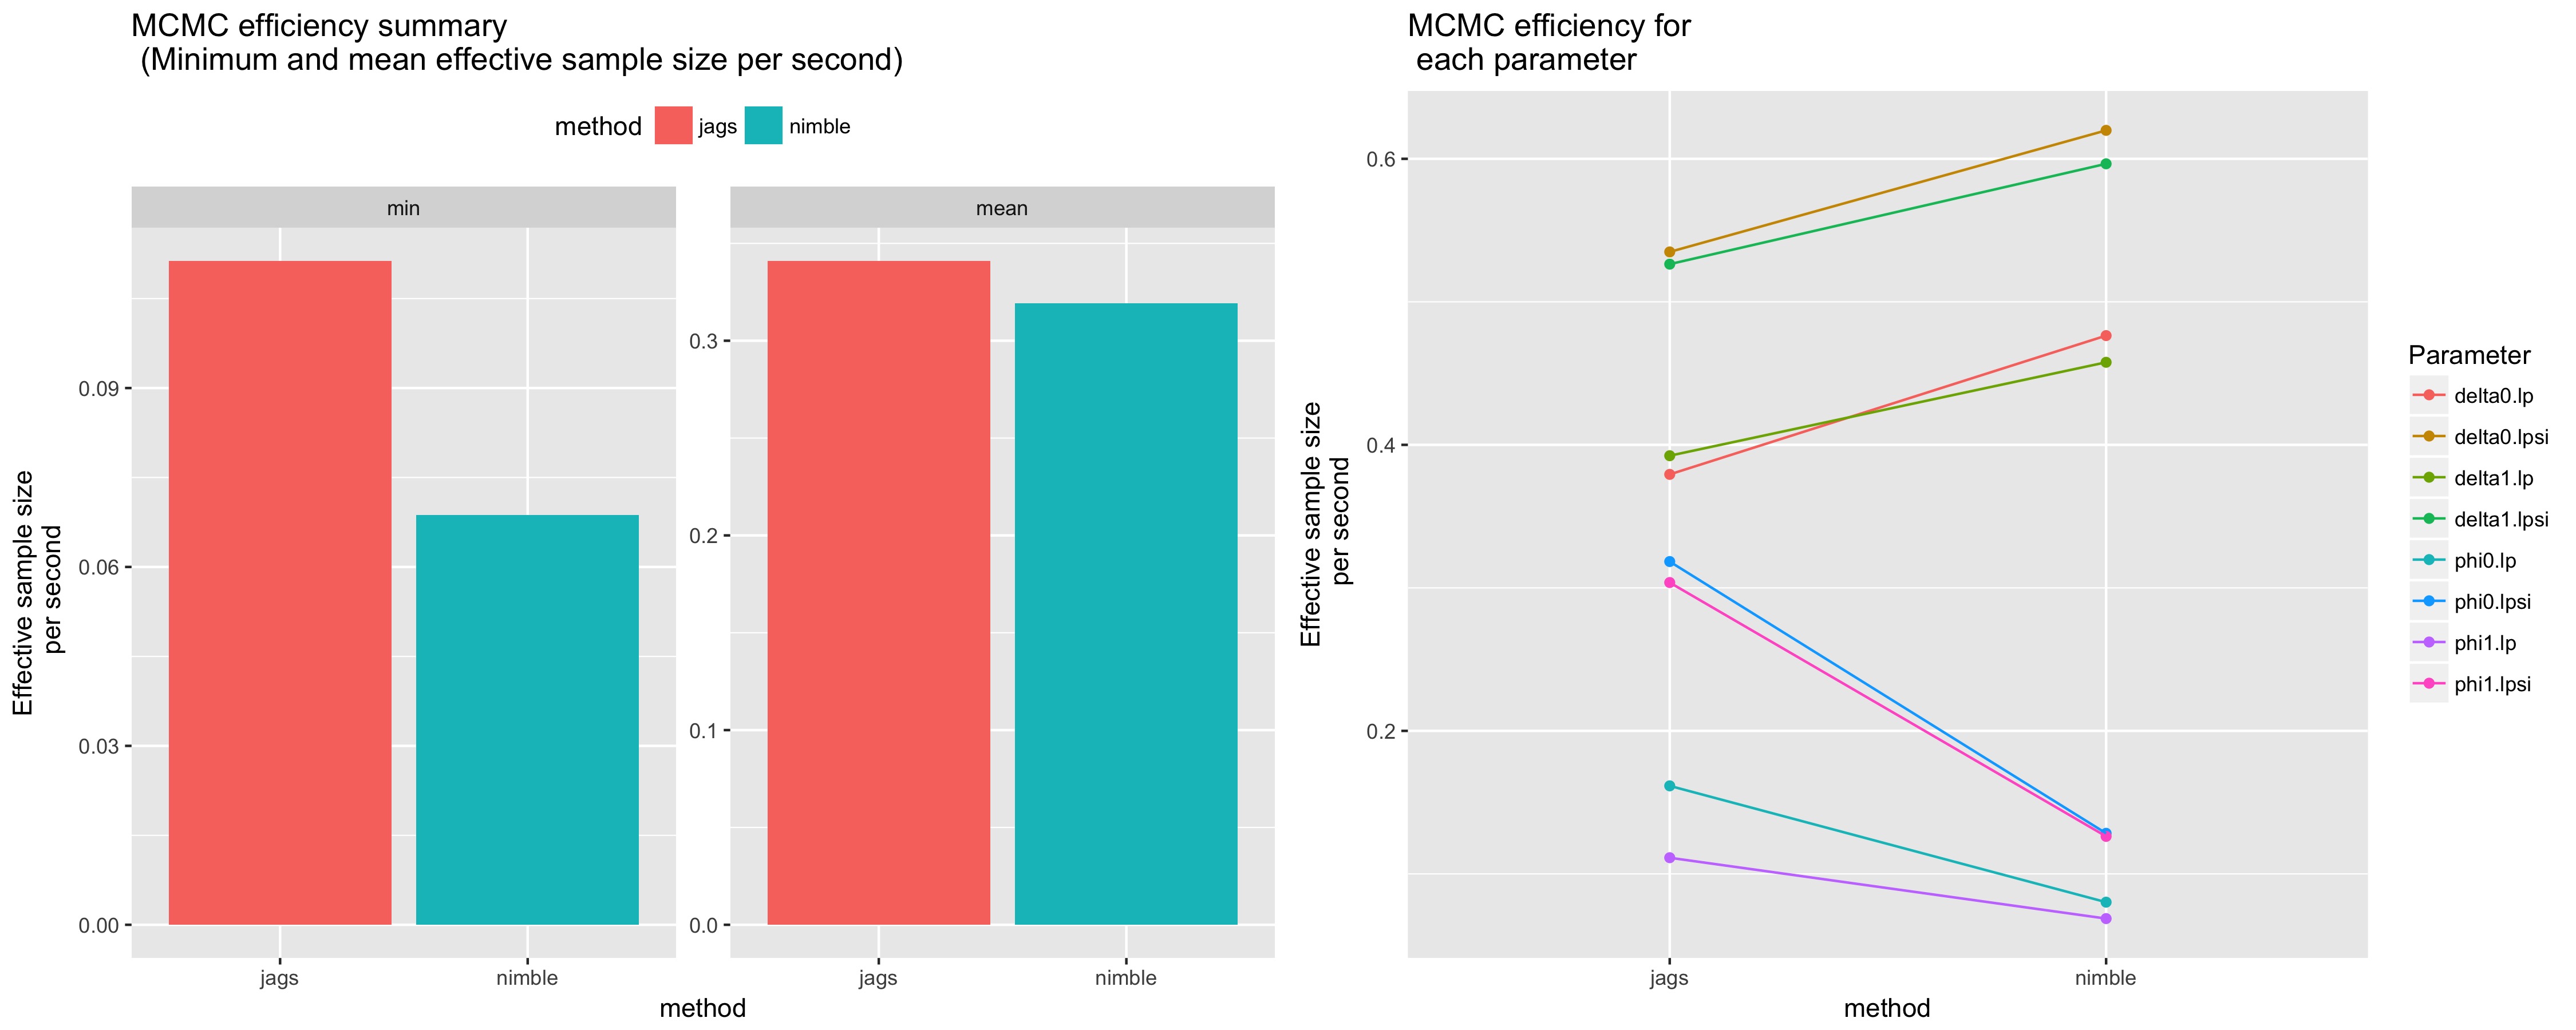 MCMC efficiency summary
(Minimum and mean effective sample size per second)
method jags nimble
min
mean
Effective sample size
per second
0.09
0.06
0.03
0.00
0.3
0.2
0.1
0.0
jags nimble
jags nimble
method
MCMC efficiency for
each parameter
Effective sample size
per second
0.6
0.4
0.2
jags nimble
method
Parameter
delta0.lp
delta0.lpsi
delta1.lp
delta1.lpsi
phi0.lp
phi0.lpsi
phi1.lp
phi1.lpsi